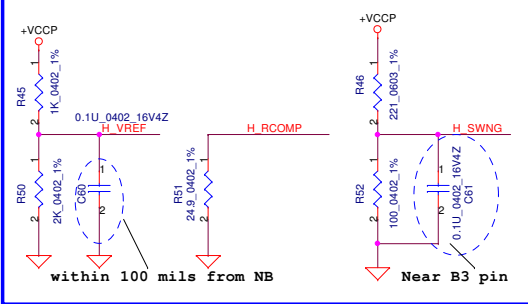 +VCCP
R45
1K_0402_1%
1
2
0.1U_0402_16V4Z
H_VREF
R50
2K_0402_1%
1
2
C60
1
2
H_RCOMP
R51
24.9_0402_1%
1
2
within 100 mils from NB
+VCCP
R46
221_0603_1%
1
2
H_SWNG
R52
100_0402_1%
1
2
0.1U_0402_16V4Z
C61
1
2
Near B3 pin